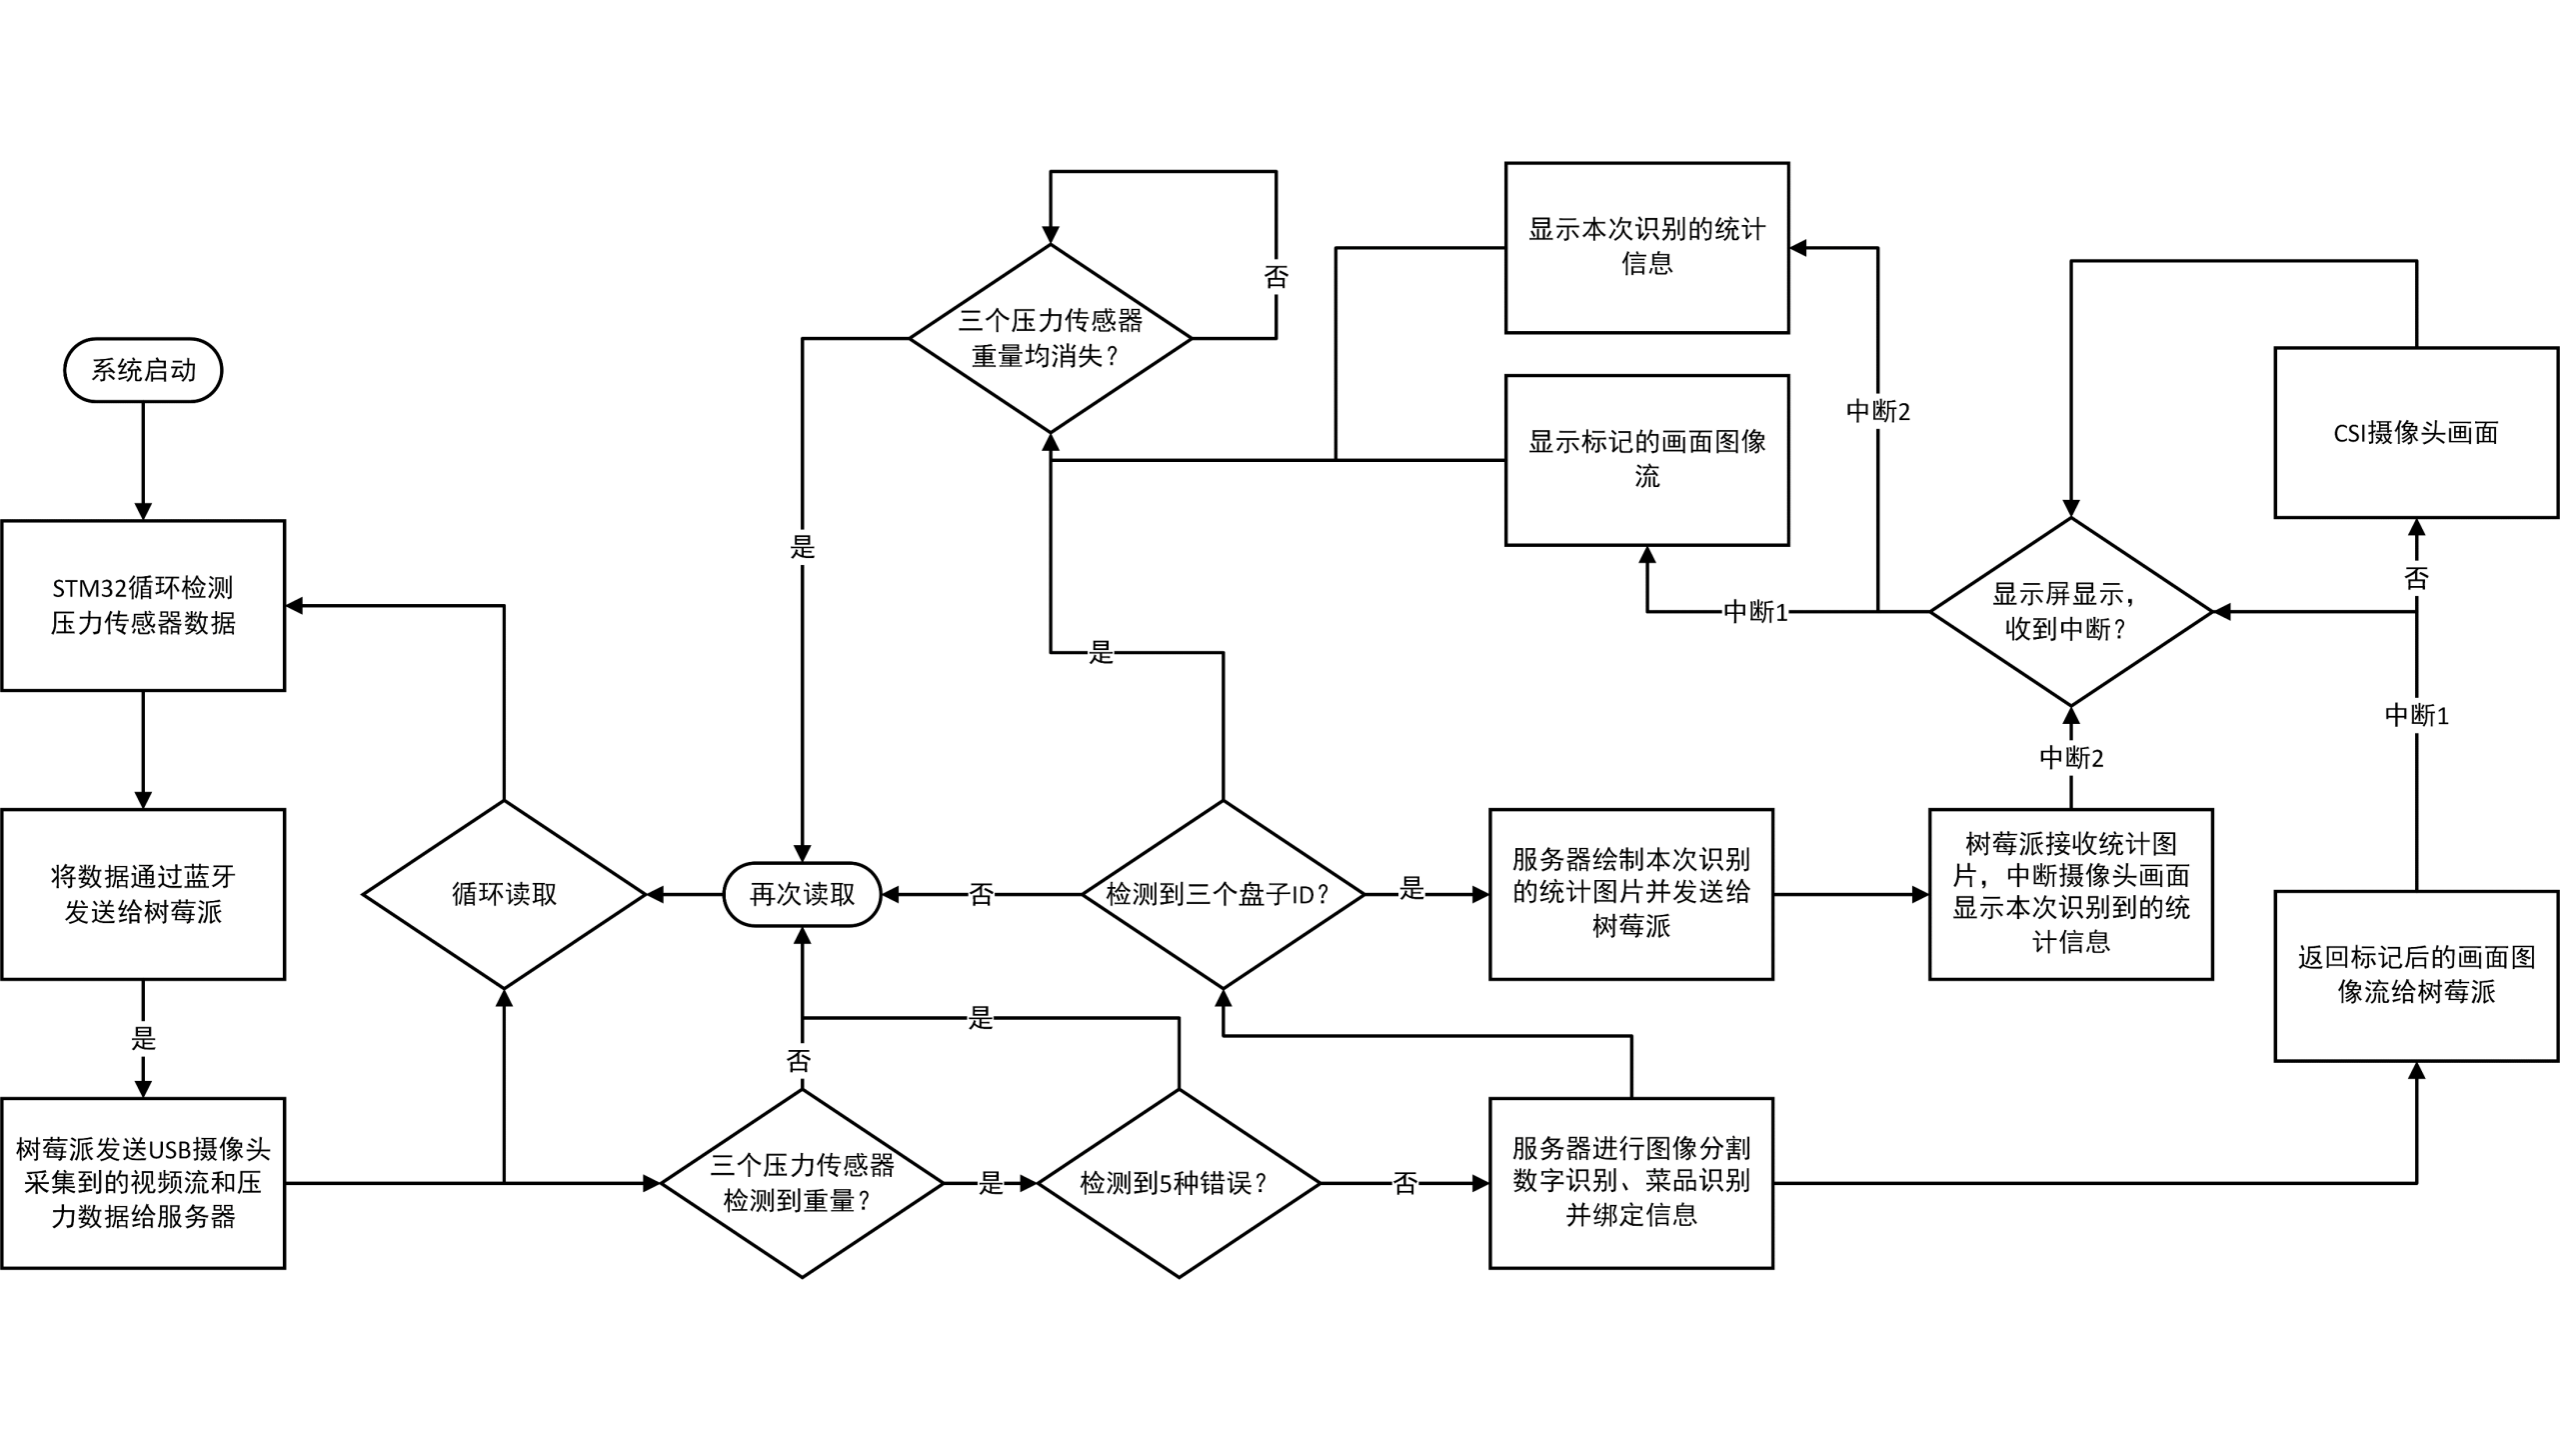 系统启动
STM32循环检测
压力传感器数据
将数据通过蓝牙
发送给树莓派
是
树莓派发送USB摄像头
采集到的视频流和压
力数据给服务器
循环读取
再次读取
三个压力传感器
检测到重量?
否
是
检测到5种错误?
是
否
服务器进行图像分割
数字识别、菜品识别
并绑定信息
检测到三个盘子ID?
否
是
是
三个压力传感器
重量均消失?
否
是
服务器绘制本次识别
的统计图片并发送给
树莓派
树莓派接收统计图
片，中断摄像头画面
显示本次识别到的统
计信息
中断2
返回标记后的画面图
像流给树莓派
中断1
否
CSI摄像头画面
显示屏显示，
收到中断?
中断1
中断2
显示标记的画面图像
流
显示本次识别的统计
信息